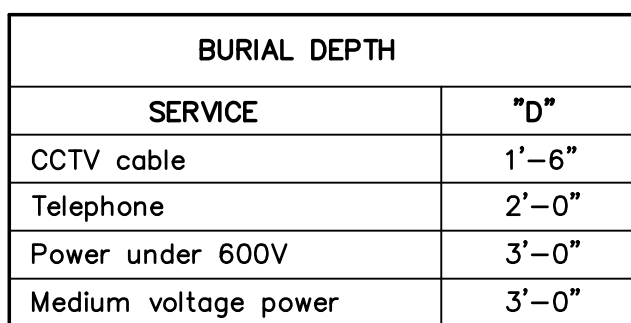 BURIAL DEPTH
SERVICE "D"
CCTV cable 1'-6"
Telephone 2'-0"
Power under 600V 3'-0"
Medium voltage power 3'-0"